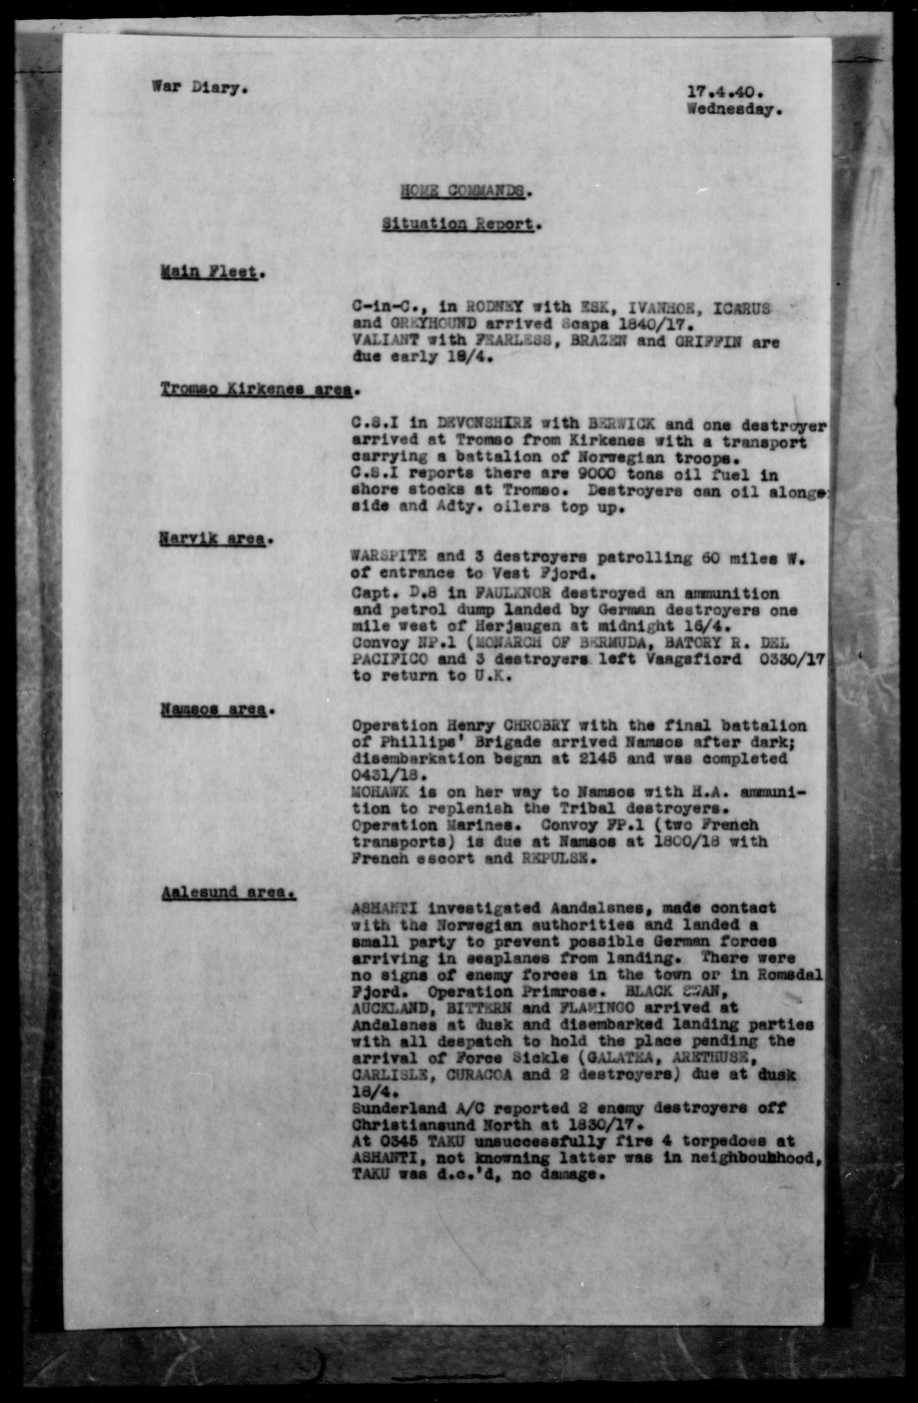 War Diary.
17.4.40.
Wednesday.
HOME COMMANDS.
Situation Report.
Main Fleet.
C-in-C., in RODNEY with ESK, IVANHOE, ICARUS
and GREYHOUND arrived Scapa 1840/17.
VALIANT with FEARLESS, BRAZEN and GRIFFIN are
due early 18/4.
Tromso Kirkenes area.
C.S.I in DEVONSHIRE with BERWICK and one destroyer
arrived at Tromso from Kirkenes with a transport
carrying a battalion of Norwegian troops.
C.S.I reports there are 9000 tons oil fuel in
shore stocks at Tromso. Destroyers can oil alongs
side and Adty. oilers top up.
Narvik area.
WARSPITE and 3 destroyers patrolling 60 miles W.
of entrance to Vest Fjord.
Capt. D.8 in FAULKNOR destroyed an ammunition
and petrol dump landed by German destroyers one
mile west of Herjaugen at midnight 16/4.
Convoy NP.1 (MONARCH OF BERMUDA, BATORY R. DEL
PACIFICO and 3 destroyers left Vaagsfiord 0330/17
to return to U.K.
Namsos area.
Operation Henry CHROBRY with the final battalion
of Phillips' Brigade arrived Namsos after dark;
disembarkation began at 2145 and was completed
0431/18.
MOHAWK is on her way to Namsos with H.A. ammuni-
tion to replenish the Tribal destroyers.
Operation Marines. Convoy FP.1 (two French
transports) is due at Namsos at 1800/18 with
French escort and REPULSE.
Aalesund area.
ASHANTI investigated Aandalsnes, made contact
with the Norwegian authorities and landed a
small party to prevent possible German forces
arriving in seaplanes from landing. There were
no signs of enemy forces in the town or in Romsdal
Fjord. Operation Primrose. BLACK SWAN,
AUCKLAND, BITTERN and FLAMINGO arrived at
Andalsnes at dusk and disembarked landing parties
with all despatch to hold the place pending the
arrival of Force Sickle (GALATEA, ARETHUSE,
CARLISLE, CURACOA and 2 destroyers) due at dusk
18/4.
Sunderland A/C reported 2 enemy destroyers off
Christiansund North at 1830/17.
At 0345 TAKU unsuccessfully fire 4 torpedoes at
ASHANTI, not knowning latter was in neighbouhhood,
TAKU was d.c.'d, no damage.